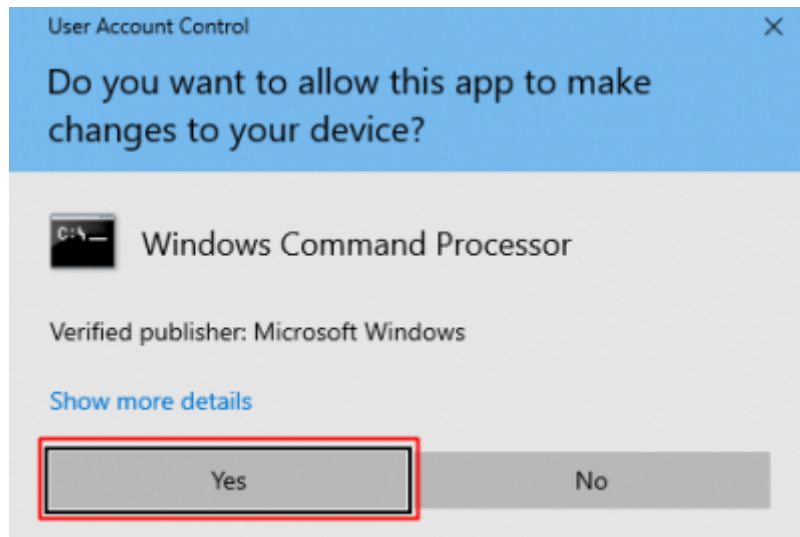 User Account Control
Do you want to allow this app to make
changes to your device?
C:\_
Windows Command Processor
Verified publisher: Microsoft Windows
Show more details
Yes
No